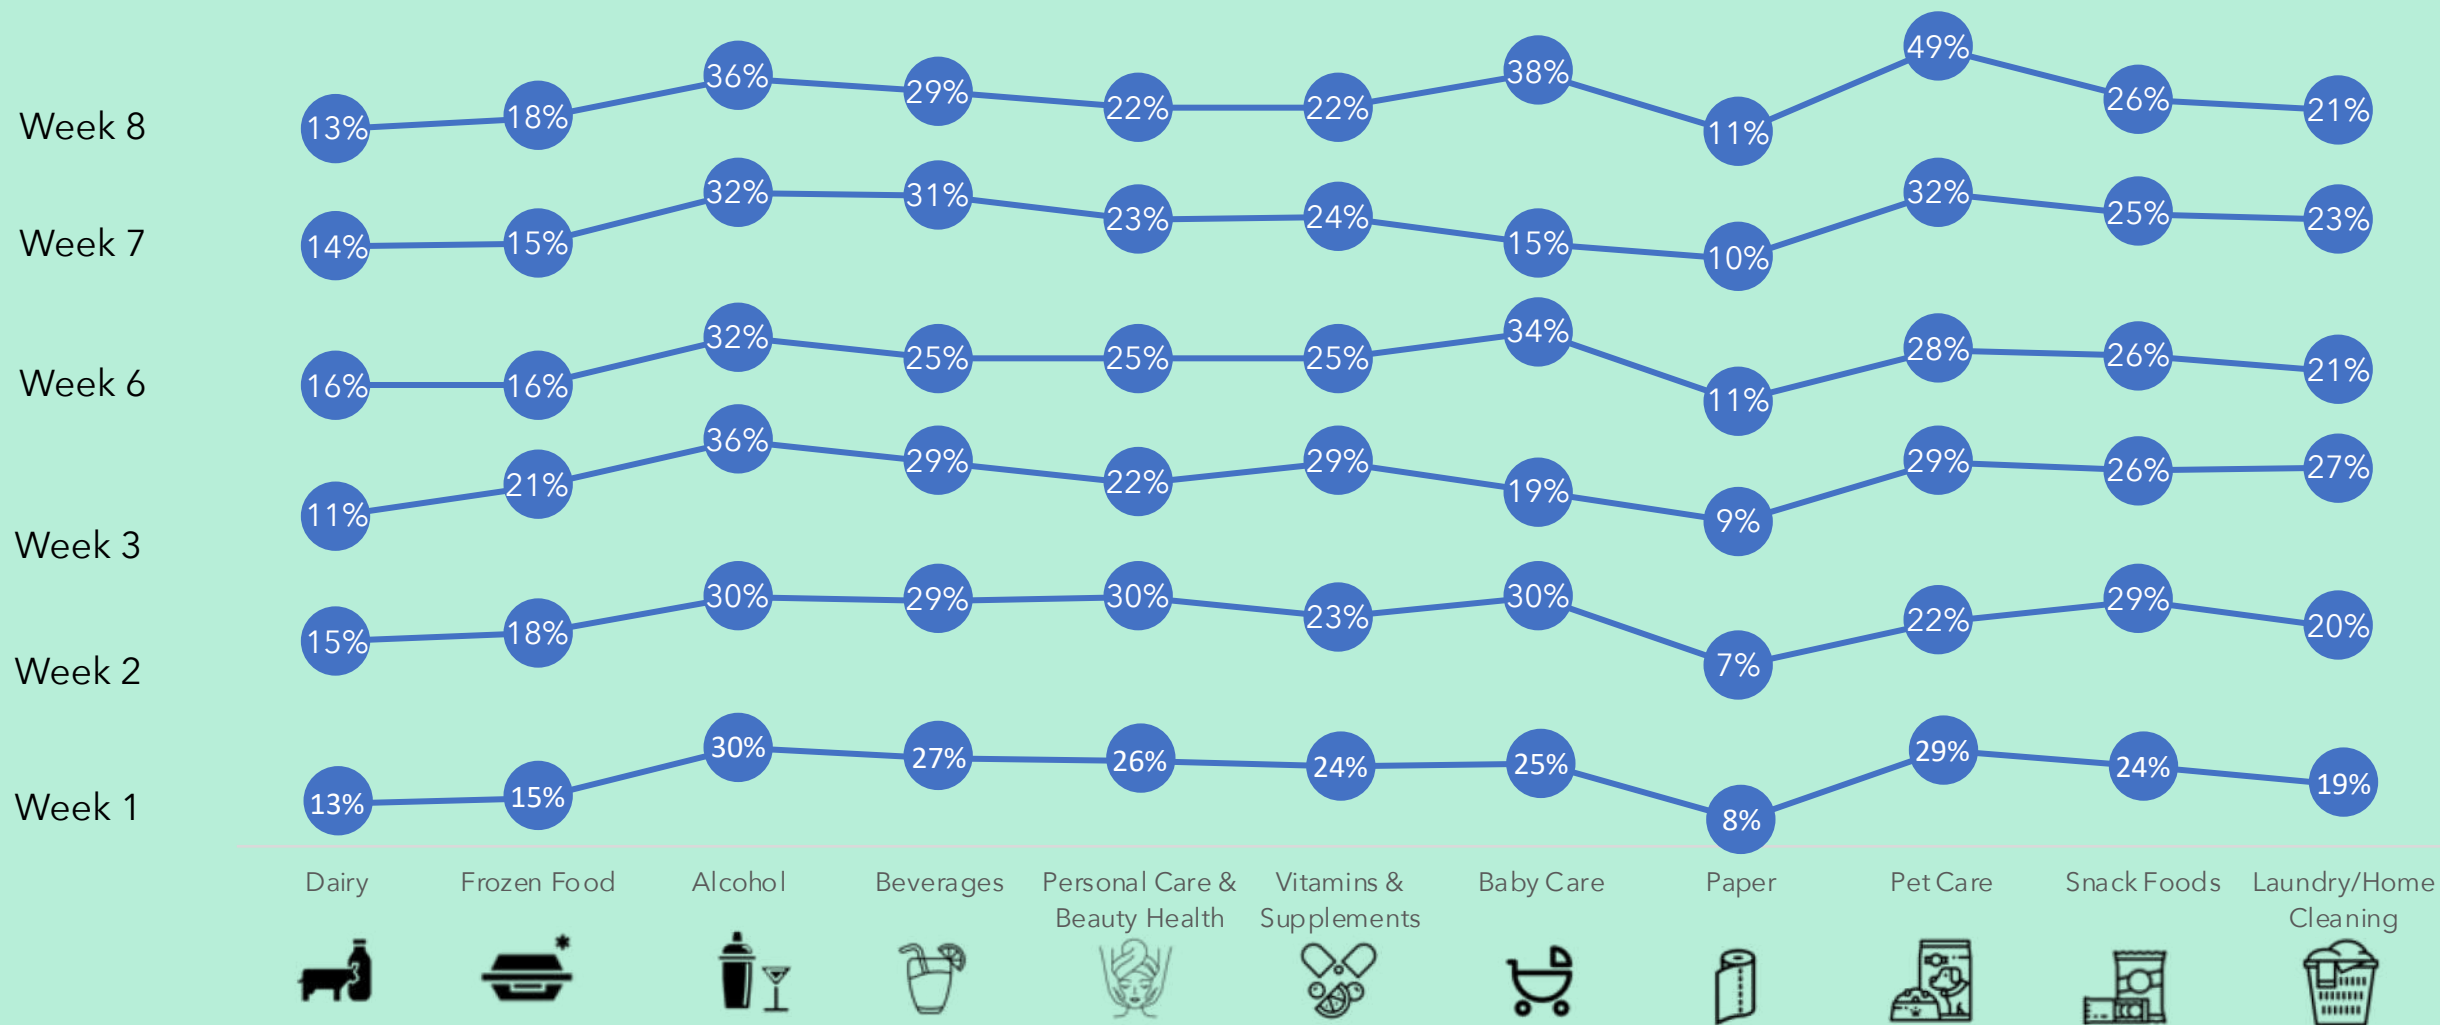 Week 8
13% 18% 36% 29% 22% 22% 38% 11% 49% 26% 21%
Week 7
14% 15% 32% 31% 23% 24% 15% 10% 32% 25% 23%
Week 6
16% 16% 32% 25% 25% 25% 34% 11% 28% 26% 21%
Week 3
11% 21% 36% 29% 22% 29% 19% 9% 29% 26% 27%
Week 2
15% 18% 30% 29% 30% 23% 30% 7% 22% 29% 20%
Week 1
13% 15% 30% 27% 26% 24% 25% 8% 29% 24% 19%
Dairy
Frozen Food
Alcohol
Beverages
Personal Care &
Beauty Health
Vitamins &
Supplements
Baby Care
Paper
Pet Care
Snack Foods
Laundry/Home
Cleaning